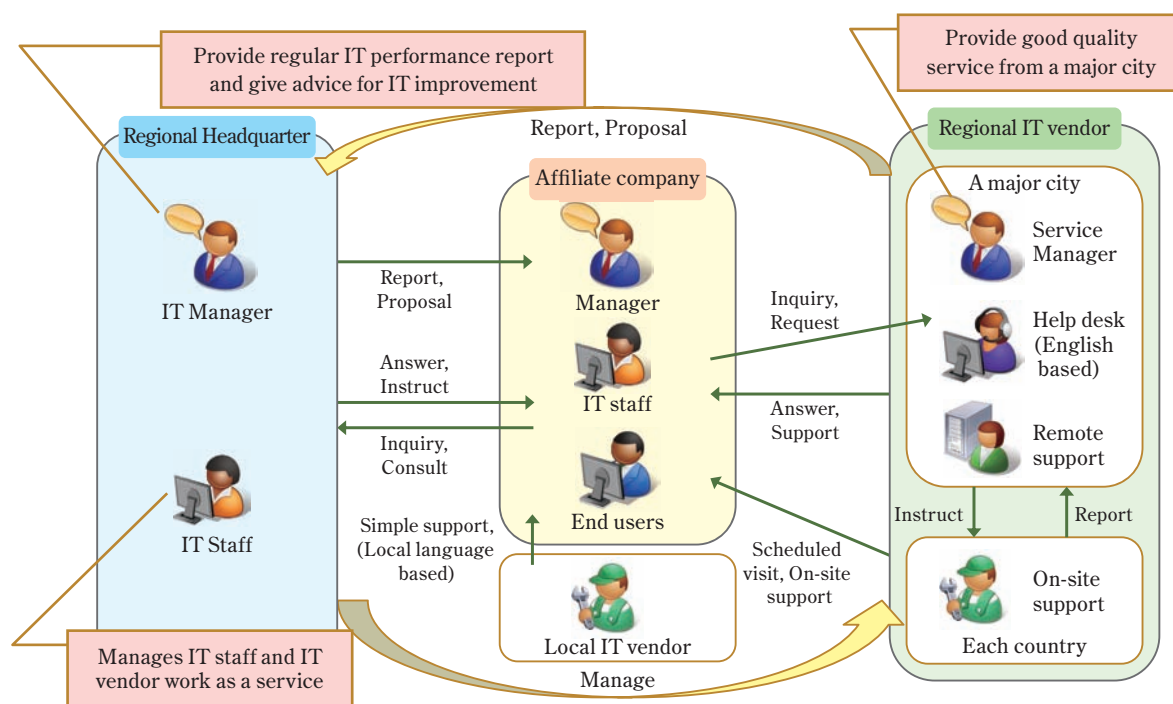 Provide regular IT performance report
and give advice for IT improvement
Provide good quality
service from a major city
Regional Headquarter
Report, Proposal
Regional IT vendor
Affiliate company
A major city
Service
Manager
IT Manager
Report,
Proposal
Manager
Inquiry,
Request
Help desk
(English
based)
Answer,
Instruct
IT staff
Answer,
Support
Inquiry,
Consult
Remote
support
IT Staff
End users
Instruct
Report
Simple support,
(Local language
based)
Scheduled
visit, On-site
support
On-site
support
Local IT vendor
Each country
Manages IT staff and IT
vendor work as a service
Manage